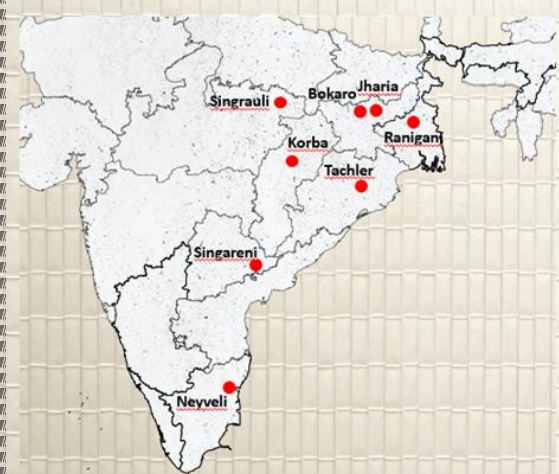 Jharia
Bokaro
Singrauli
Raniganj
Korba
Tachler
Singareni
Neyveli